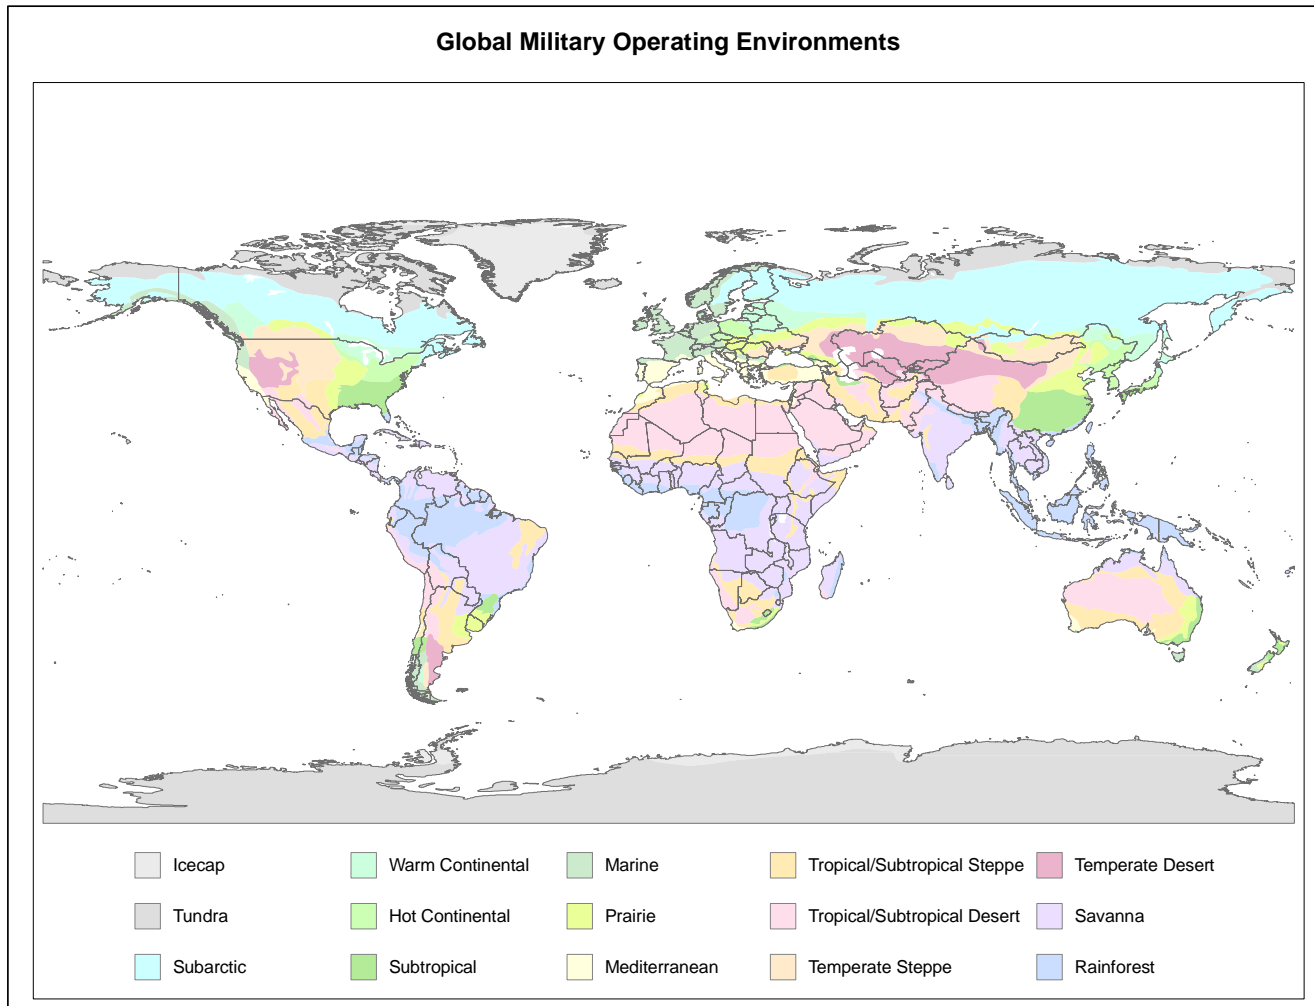 Global Military Operating Environments
Icecap
Warm Continental
Marine
Tropical/Subtropical Steppe
Temperate Desert
Tundra
Hot Continental
Prairie
Tropical/Subtropical Desert
Savanna
Subarctic
Subtropical
Mediterranean
Temperate Steppe
Rainforest